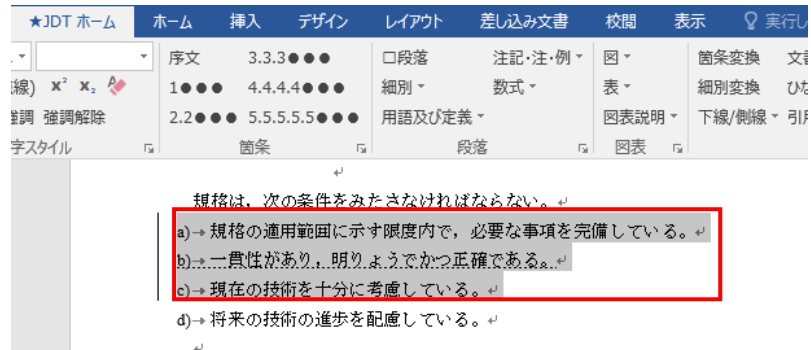 ★JDT ホーム ホーム 挿入 デザイン レイアウト 差し込み文書 校閲 表示 実行し
序文 3.3.3●●● □段落 注記・注・例 図 箇条変換 文書
線) x² x₂ 1●●● 4.4.4.4●●● 細別 数式 表 細別変換 ひな
強調 強調解除 2.2●●● 5.5.5.5.5●●● 用語及び定義 図表説明 下線/側線 引用
字スタイル 箇条 段落 図表
規格は，次の条件をみたさなければならない。
a)→規格の適用範囲に示す限度内で，必要な事項を完備している。
b)→一貫性があり，明りょうでかつ正確である。
c)→現在の技術を十分に考慮している。
d)→将来の技術の進歩を配慮している。